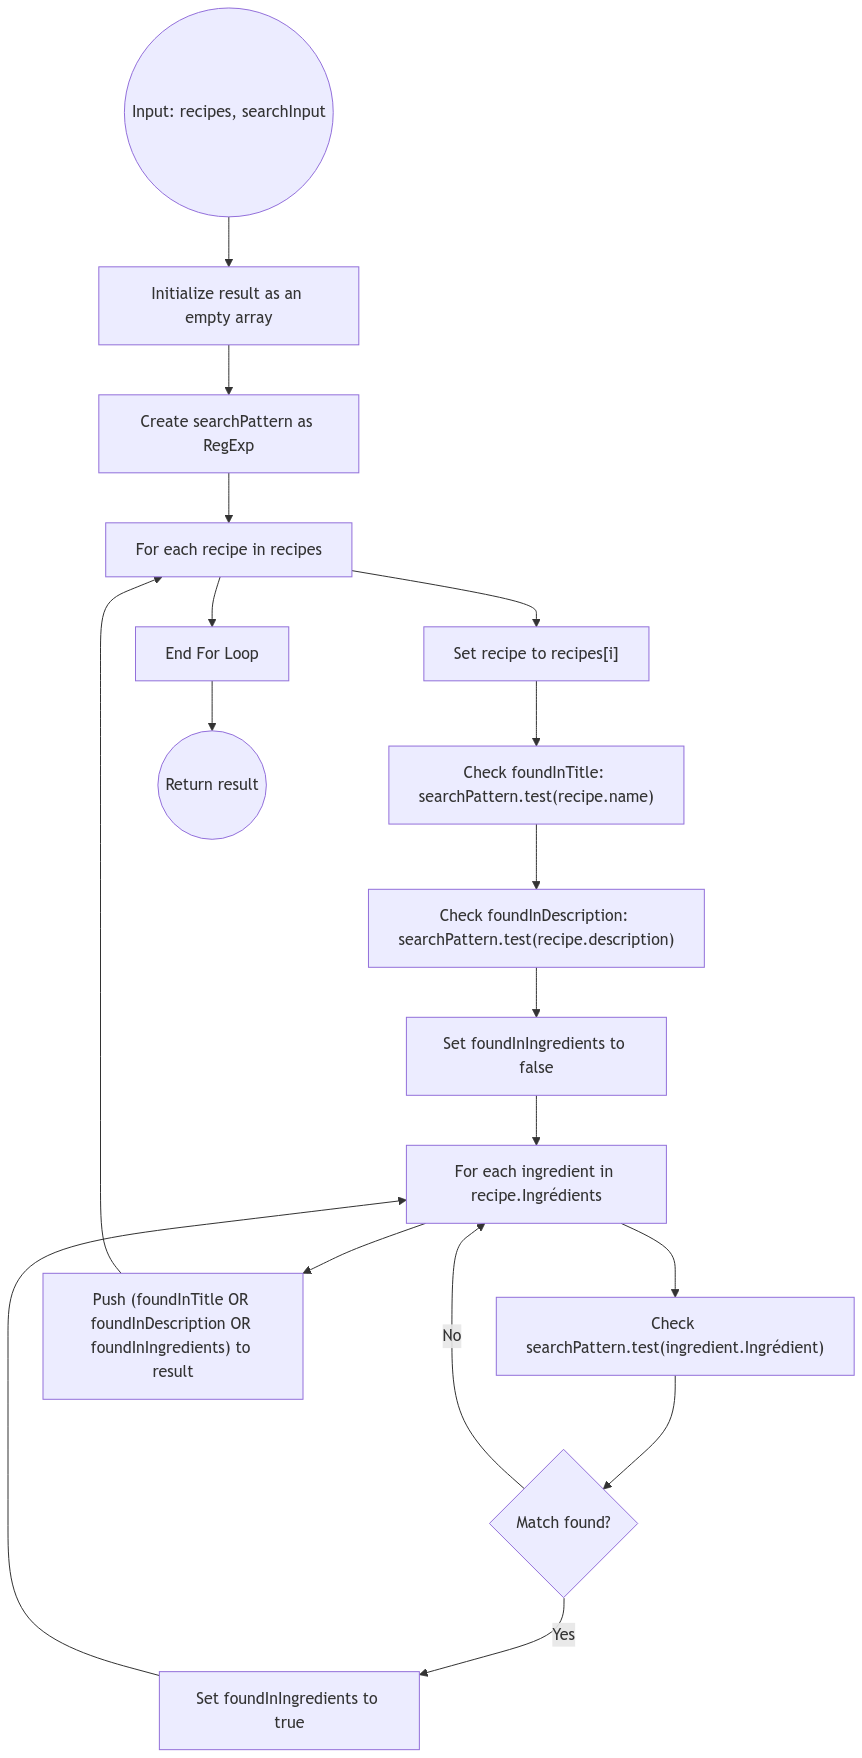 Input: recipes, searchInput
Initialize result as an
empty array
Create searchPattern as
RegExp
For each recipe in recipes
End For Loop
Set recipe to recipes[i]
Return result
Check foundInTitle:
searchPattern.test(recipe.name)
Check foundInDescription:
searchPattern.test(recipe.description)
Set foundInIngredients to
false
For each ingredient in
recipe.Ingrédients
Push (foundInTitle OR
foundInDescription OR
foundInIngredients) to
result
No
Check
searchPattern.test(ingredient.Ingrédient)
Match found?
Yes
Set foundInIngredients to
true